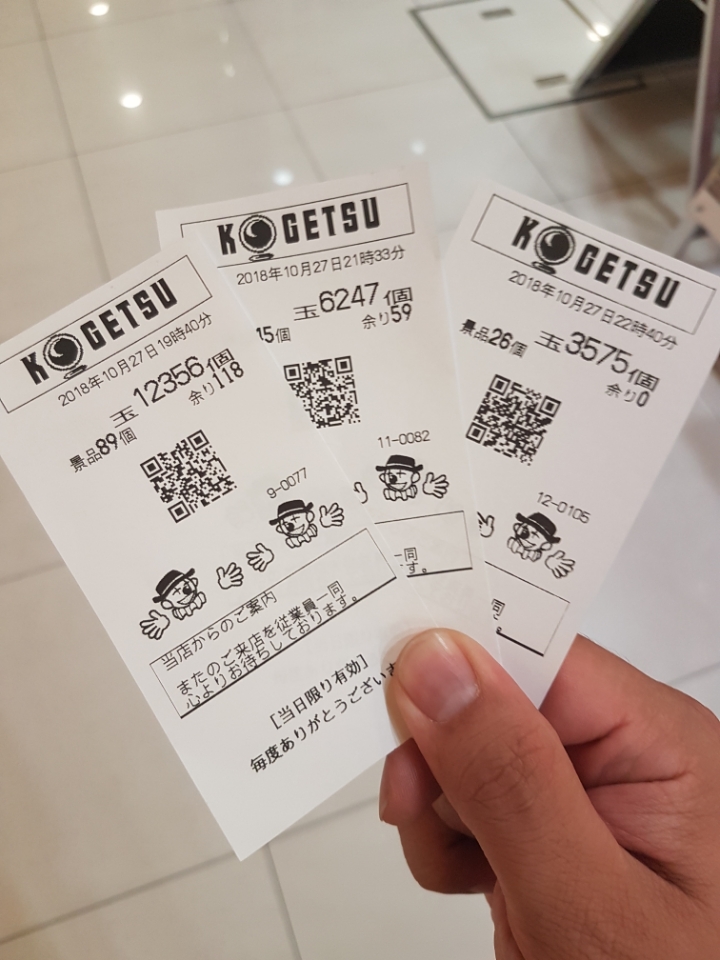 KOGETSU
2018年10月27日19時40分
玉12356個
余り118
景品89個
9-0077
当店からのご案内
またのご来店を従業員一同
心よりお待ちしております。
[当日限り有効]
毎度ありがとうございま
KOGETSU
2018年10月27日21時33分
玉6247個
余り59
15個
11-0082
一同
ます。
KOGETSU
2018年10月27日22時40分
玉3575個
余り0
景品26個
12-0105
同
す。